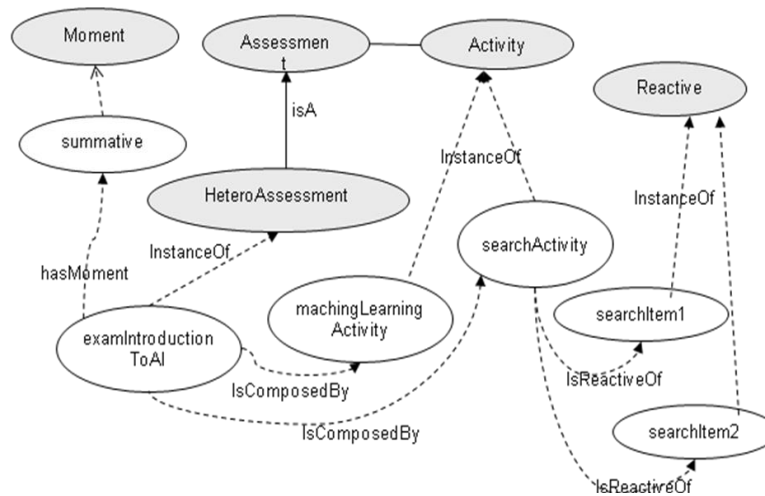 Moment
Assessmen
t
Activity
Reactive
isA
summative
InstanceOf
HeteroAssessment
InstanceOf
InstanceOf
searchActivity
hasMoment
machingLearning
Activity
searchItem1
examIntroduction
ToAI
IsReactiveOf
IsComposedBy
IsComposedBy
searchItem2
IsReactiveOf